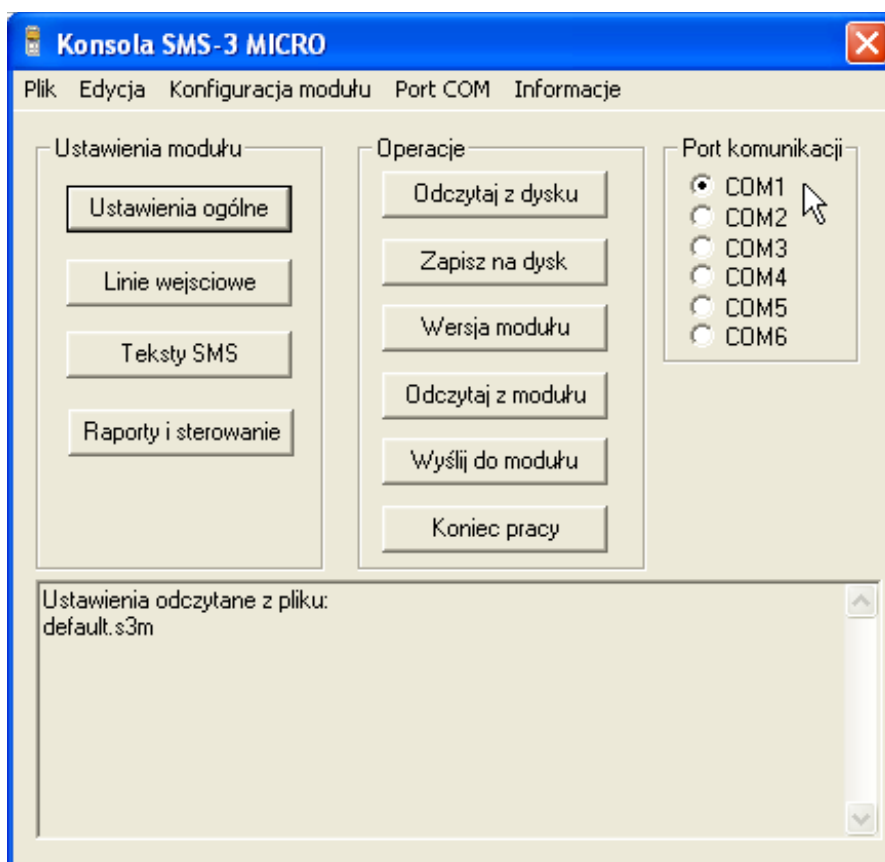 Konsola SMS-3 MICRO
Plik Edycja Konfiguracja modułu Port COM Informacje
Ustawienia modułu
Ustawienia ogólne
Linie wejsciowe
Teksty SMS
Raporty i sterowanie
Operacje
Odczytaj z dysku
Zapisz na dysk
Wersja modułu
Odczytaj z modułu
Wyślij do modułu
Koniec pracy
Port komunikacji
COM1
COM2
COM3
COM4
COM5
COM6
Ustawienia odczytane z pliku:
default.s3m